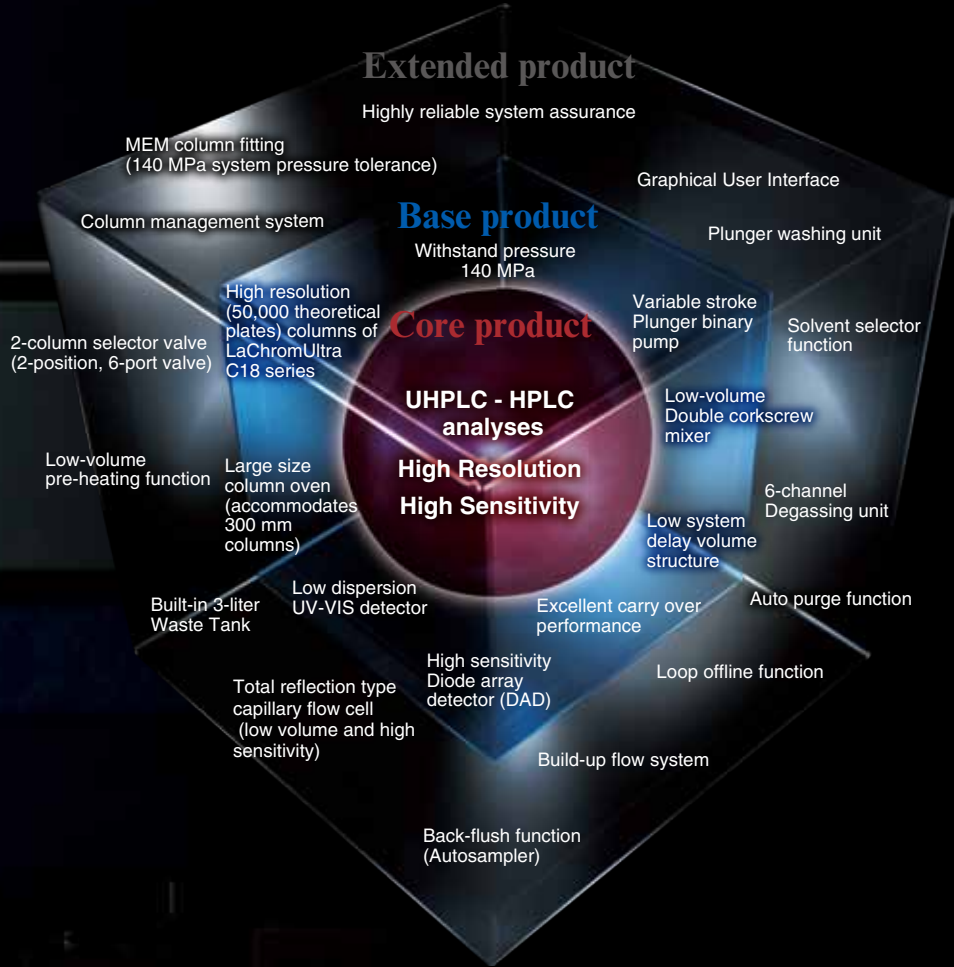 Extended product
Highly reliable system assurance
MEM column fitting
(140 MPa system pressure tolerance)
Graphical User Interface
Column management system
Base product
Plunger washing unit
Withstand pressure
140 MPa
High resolution
(50,000 theoretical
plates) columns of
LaChromUltra
C18 series
Core product
Variable stroke
Plunger binary
pump
Solvent selector
function
2-column selector valve
(2-position, 6-port valve)
UHPLC - HPLC
analyses
High Resolution
High Sensitivity
Low-volume
Double corkscrew
mixer
Low-volume
pre-heating function
Large size
column oven
(accommodates
300 mm
columns)
6-channel
Degassing unit
Low system
delay volume
structure
Built-in 3-liter
Waste Tank
Low dispersion
UV-VIS detector
Excellent carry over
performance
Auto purge function
High sensitivity
Diode array
detector (DAD)
Loop offline function
Total reflection type
capillary flow cell
(low volume and high
sensitivity)
Build-up flow system
Back-flush function
(Autosampler)